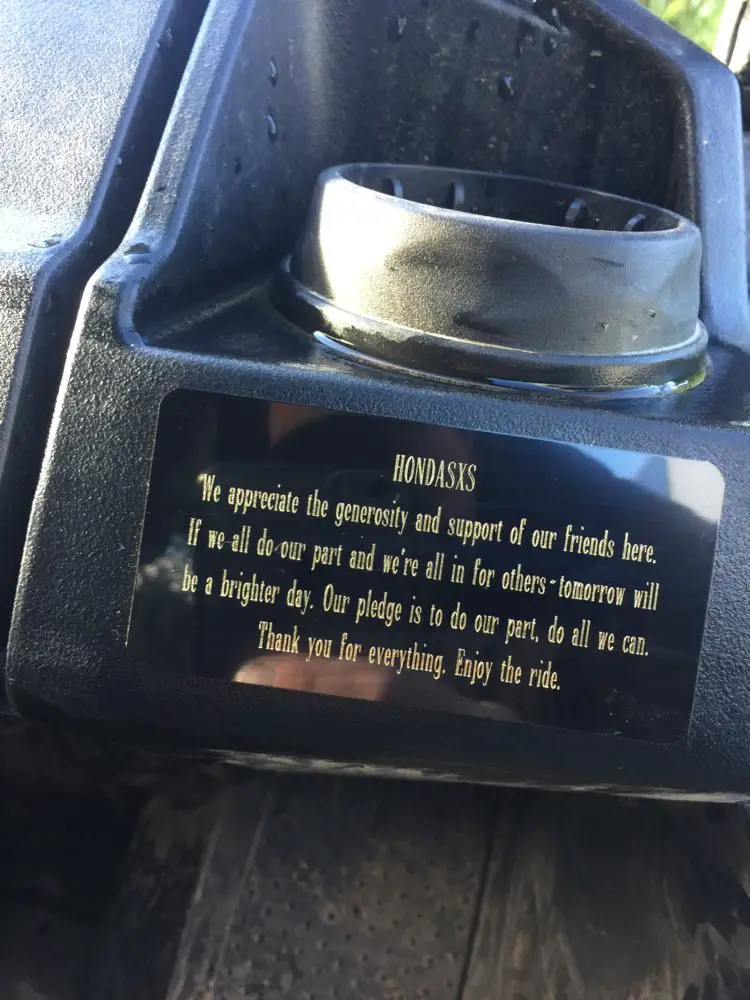 HONDASXS
We appreciate the generosity and support of our friends here.
If we all do our part and we're all in for others-tomorrow will
be a brighter day. Our pledge is to do our part, do all we can.
Thank you for everything. Enjoy the ride.